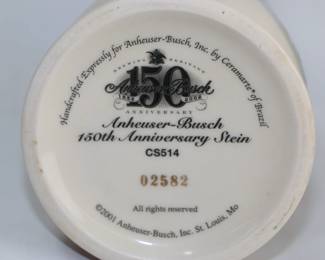 Handcrafted Expressly for Anheuser-Busch, Inc. by Ceramarte® of Brazil
150
Anheuser-Busch
ANNIVERSARY
Anheuser-Busch
150th Anniversary Stein
CS514
02582
All rights reserved
©2001 Anheuser-Busch, Inc. St. Louis, Mo